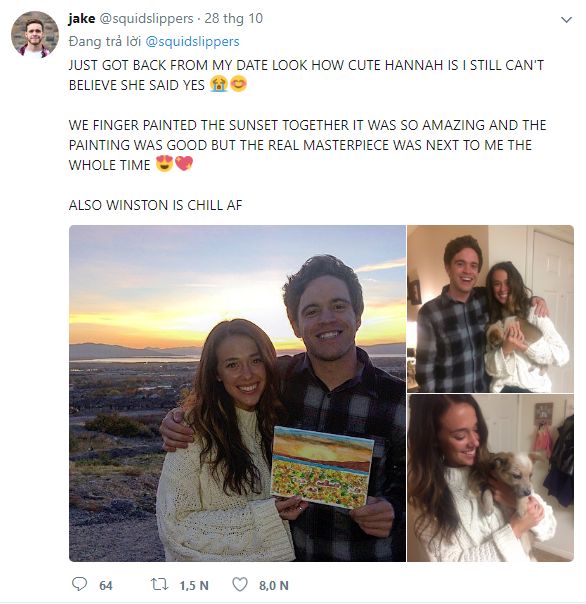 jake @squidslippers · 28 thg 10
Đang trả lời @squidslippers
JUST GOT BACK FROM MY DATE LOOK HOW CUTE HANNAH IS I STILL CAN'T
BELIEVE SHE SAID YES 😭😊
WE FINGER PAINTED THE SUNSET TOGETHER IT WAS SO AMAZING AND THE
PAINTING WAS GOOD BUT THE REAL MASTERPIECE WAS NEXT TO ME THE
WHOLE TIME 😍💖
ALSO WINSTON IS CHILL AF
64 1,5 N 8,0 N